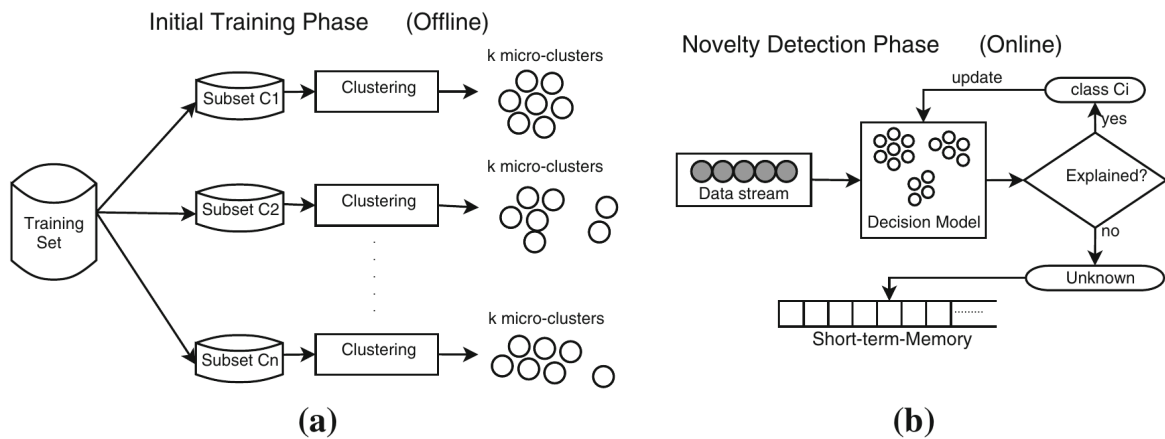 Initial Training Phase (Offline)
k micro-clusters
Subset C1
Clustering
k micro-clusters
Training
Set
Subset C2
Clustering
k micro-clusters
Subset Cn
Clustering
(a)
Novelty Detection Phase (Online)
update
class Ci
yes
Data stream
Decision Model
Explained?
no
Unknown
Short-term-Memory
(b)